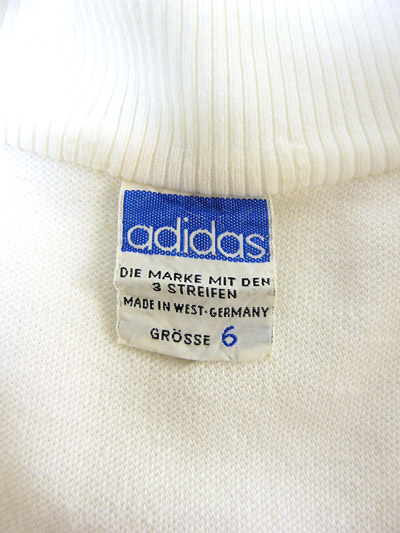 adidas
DIE MARKE MIT DEN
3 STREIFEN
MADE IN WEST-GERMANY
GRÖSSE 6